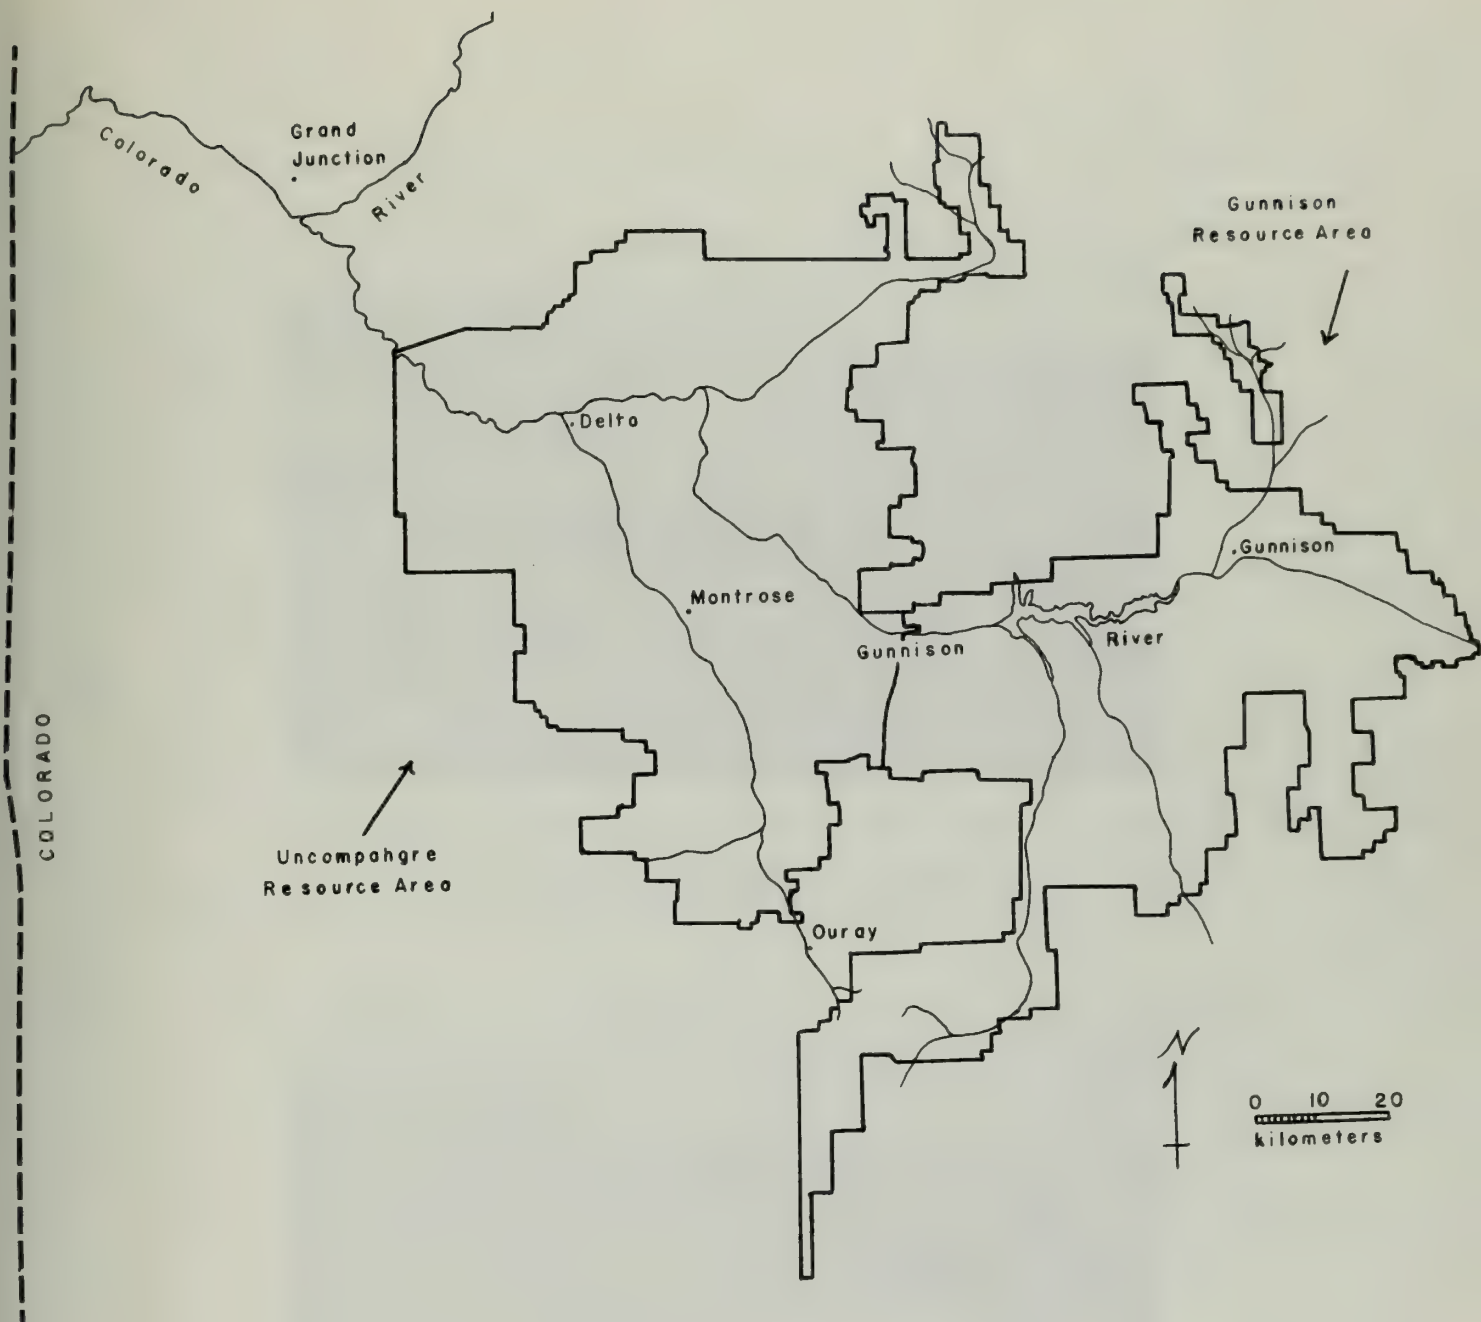 Grand
Junction
Colorado
River
Gunnison
Resource Area
Delta
Gunnison
Montrose
Gunnison
River
COLORADO
Uncompahgre
Resource Area
Ouray
N
0 10 20
kilometers